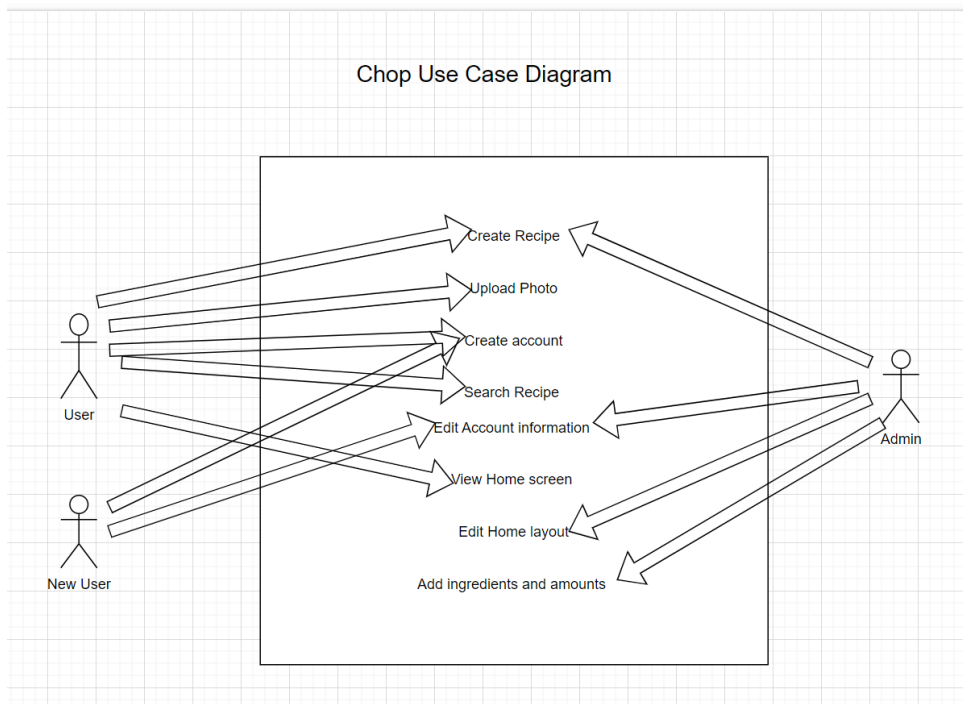 Chop Use Case Diagram
Create Recipe
Upload Photo
Create account
Search Recipe
Edit Account information
View Home screen
Edit Home layout
Add ingredients and amounts
User
New User
Admin